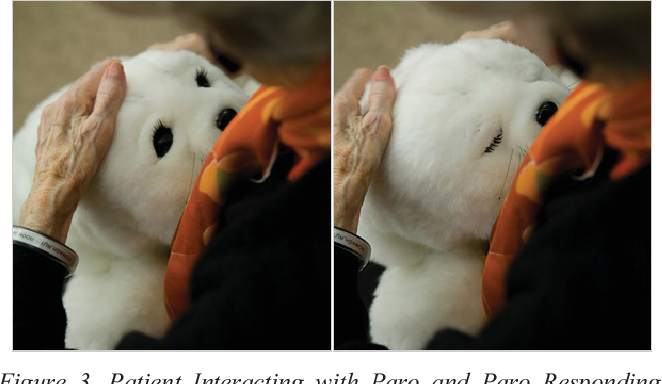 Figure 3. Patient Interacting with Paro and Paro Responding